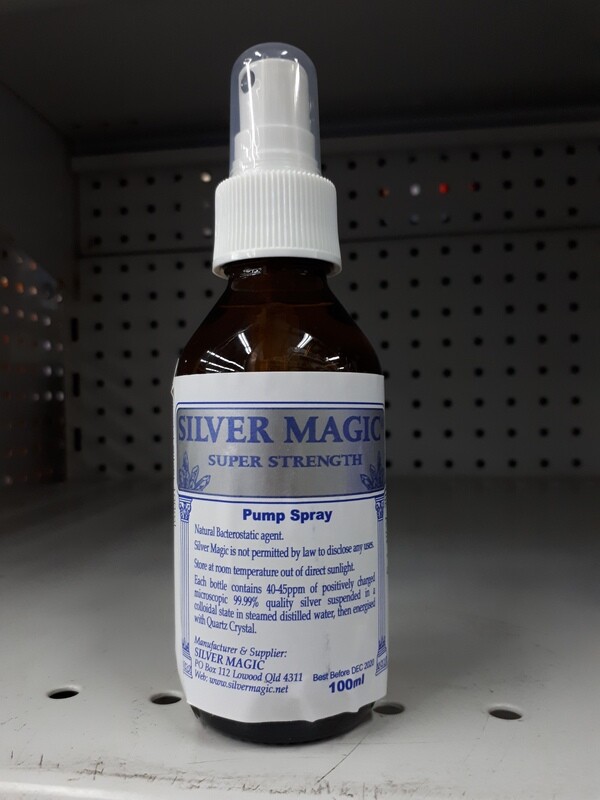 SILVER MAGIC
SUPER STRENGTH
Pump Spray
Natural Bacterostatic agent.
Silver Magic is not permitted by law to disclose any uses.
Store at room temperature out of direct sunlight.
Each bottle contains 40-45ppm of positively charged
microscopic 99.99% quality silver suspended in a
colloidal state in steamed distilled water, then energised
with Quartz Crystal.
Manufacturer & Supplier:
SILVER MAGIC
PO Box 112 Lowood Qld 4311
Web: www.silvermagic.net
Best Before DEC 2020
100ml